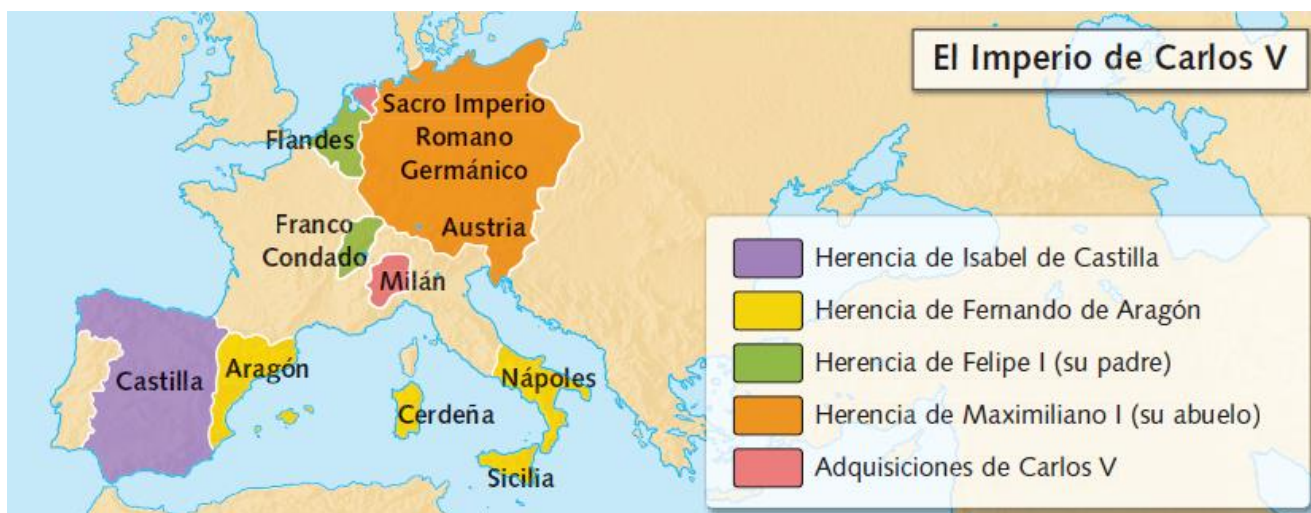 El Imperio de Carlos V
Sacro Imperio
Romano
Germánico
Flandes
Franco
Condado
Austria
Milán
Castilla
Aragón
Cerdeña
Nápoles
Sicilia
Herencia de Isabel de Castilla
Herencia de Fernando de Aragón
Herencia de Felipe I (su padre)
Herencia de Maximiliano I (su abuelo)
Adquisiciones de Carlos V